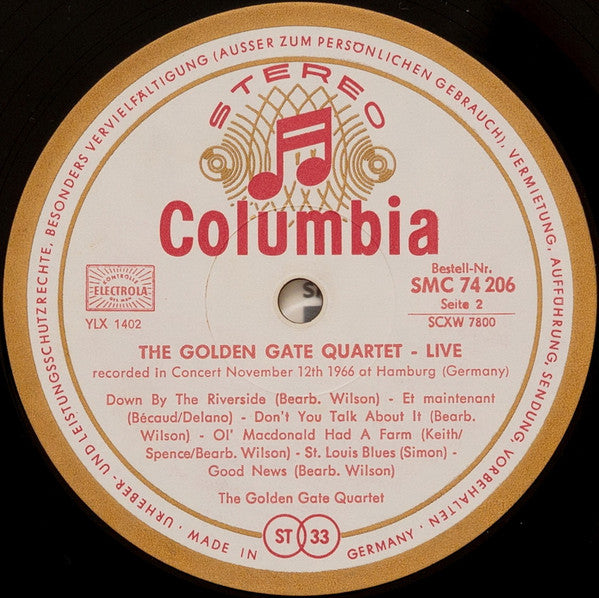 URHEBER- UND LEISTUNGSSCHUTZRECHTE, BESONDERS VERVIELFÄLTIGUNG (AUSSER ZUM PERSÖNLICHEN GEBRAUCH), VERMIETUNG, AUFFÜHRUNG, SENDUNG, VORBEHALTEN ·
STEREO
Columbia
ELECTROLA
YLX 1402
Bestell-Nr.
SMC 74 206
Seite 2
SCXW 7800
THE GOLDEN GATE QUARTET - LIVE
recorded in Concert November 12th 1966 at Hamburg (Germany)
Down By The Riverside (Bearb. Wilson) - Et maintenant
(Bécaud/Delano) - Don't You Talk About It (Bearb.
Wilson) - Ol' Macdonald Had A Farm (Keith/
Spence/Bearb. Wilson) - St. Louis Blues (Simon) -
Good News (Bearb. Wilson)
The Golden Gate Quartet
· MADE IN
ST 33
GERMANY ·